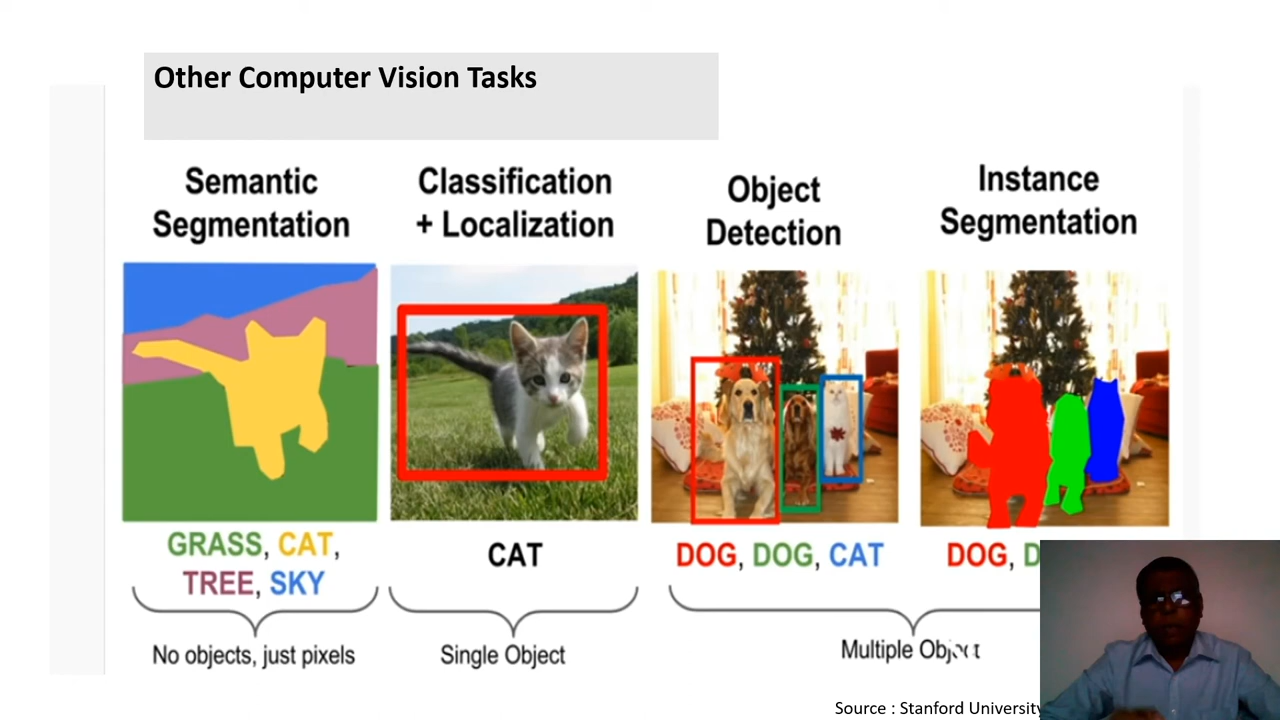 Other Computer Vision Tasks
Semantic
Segmentation
GRASS, CAT,
TREE, SKY
No objects, just pixels
Classification
+ Localization
CAT
Single Object
Object
Detection
DOG, DOG, CAT
Instance
Segmentation
DOG,
Multiple Object
Source : Stanford University